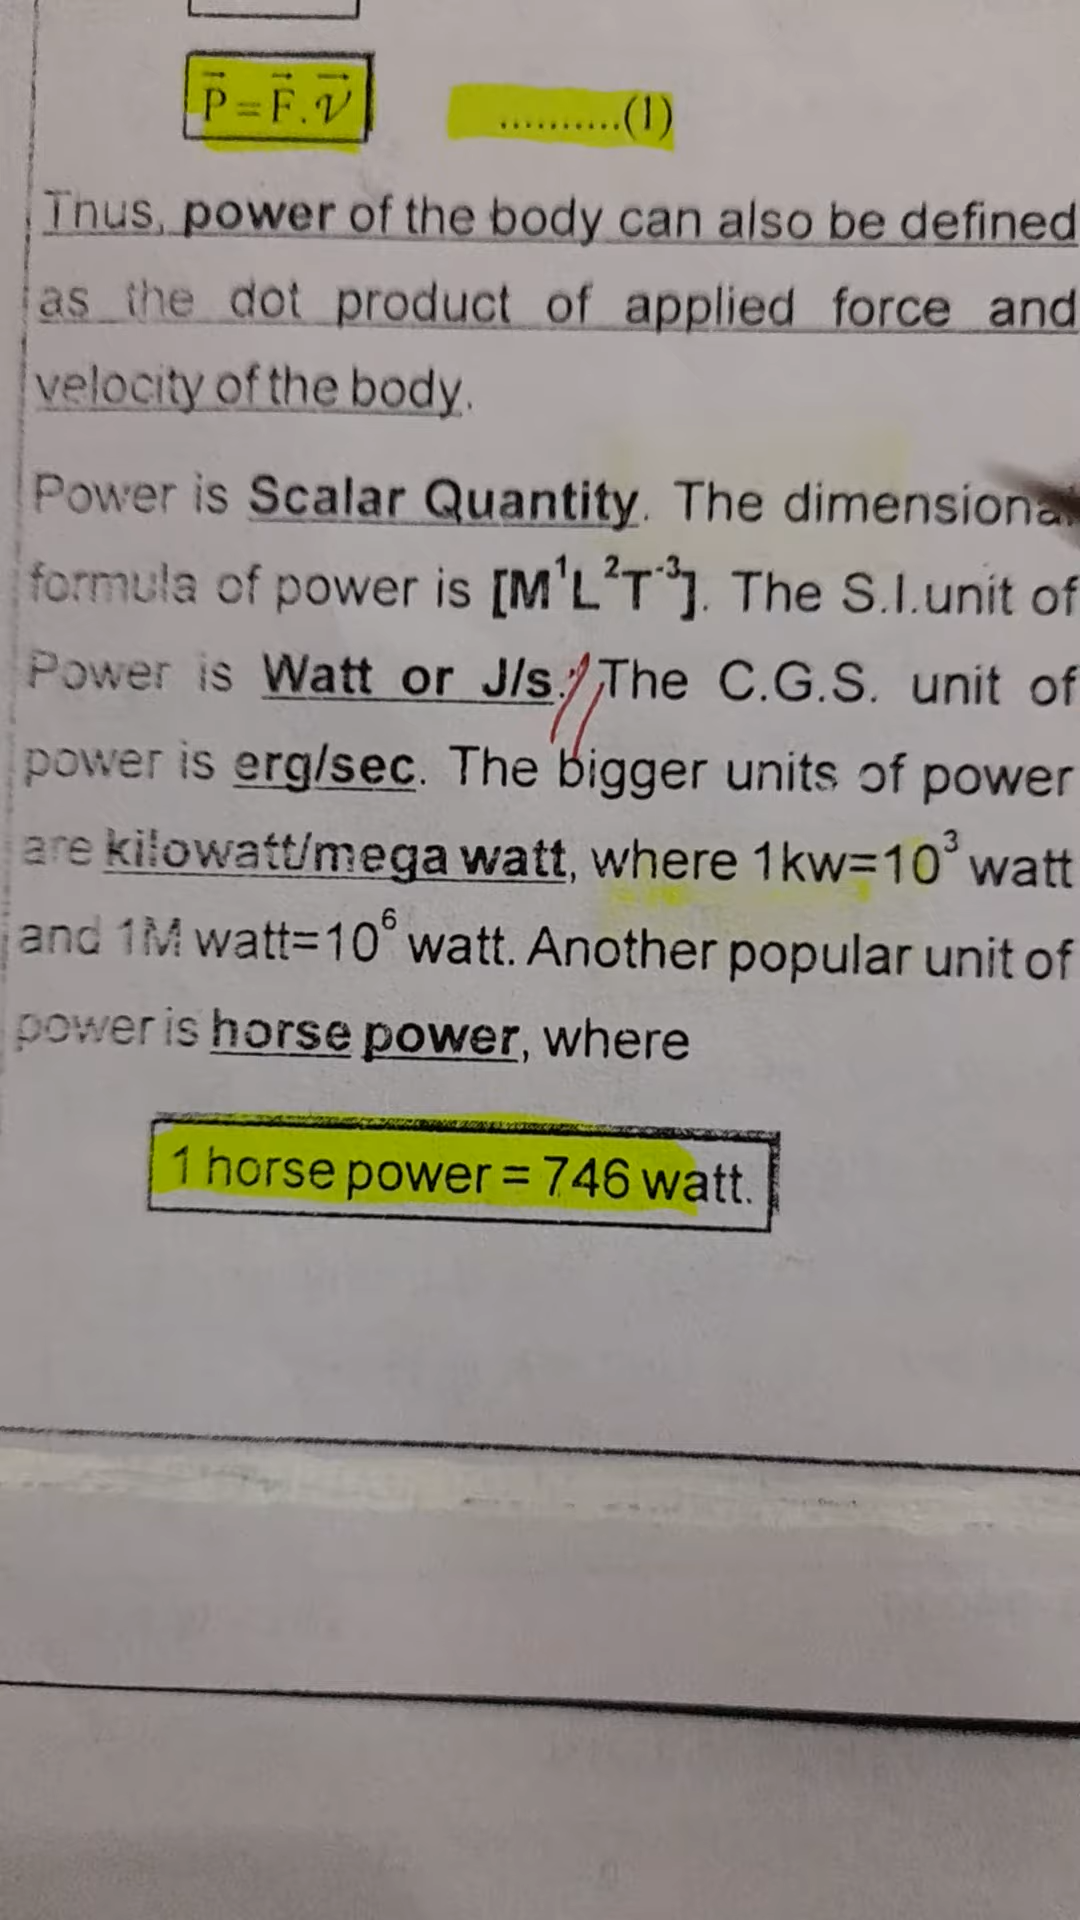 P⃗ = F⃗ . v⃗ ..........(1)
Thus, power of the body can also be defined
as the dot product of applied force and
velocity of the body.
Power is Scalar Quantity. The dimensional
formula of power is [M¹L²T⁻³]. The S.I.unit of
Power is Watt or J/s. The C.G.S. unit of
power is erg/sec. The bigger units of power
are kilowatt/mega watt, where 1kw=10³ watt
and 1M watt=10⁶ watt. Another popular unit of
power is horse power, where
1 horse power = 746 watt.